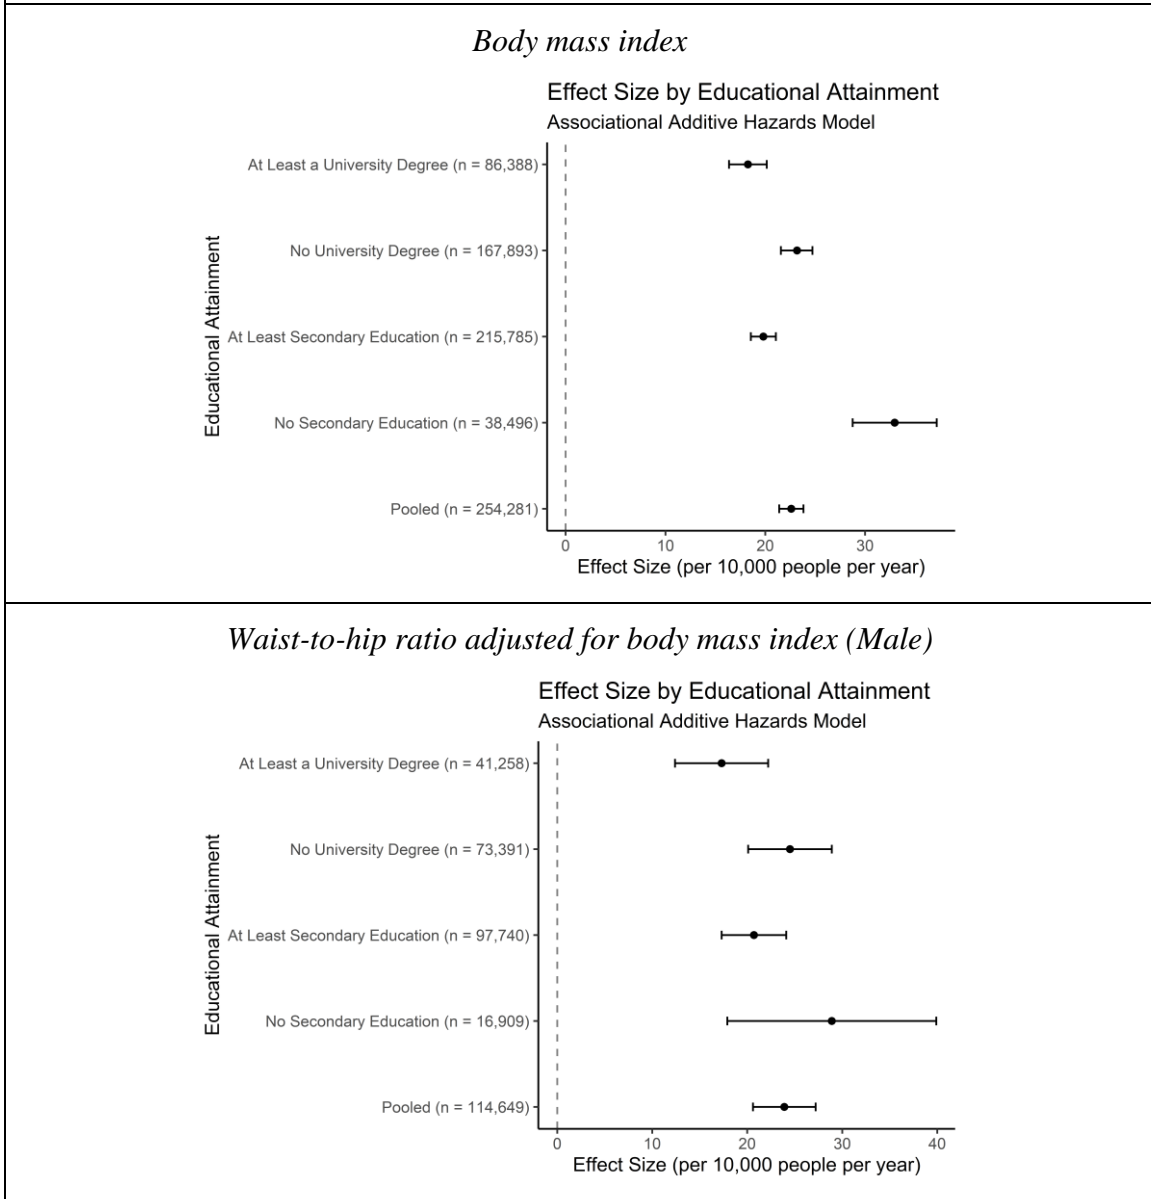 Body mass index
Effect Size by Educational Attainment
Associational Additive Hazards Model
Educational Attainment
At Least a University Degree (n = 86,388)
No University Degree (n = 167,893)
At Least Secondary Education (n = 215,785)
No Secondary Education (n = 38,496)
Pooled (n = 254,281)
0 10 20 30
Effect Size (per 10,000 people per year)
Waist-to-hip ratio adjusted for body mass index (Male)
Effect Size by Educational Attainment
Associational Additive Hazards Model
Educational Attainment
At Least a University Degree (n = 41,258)
No University Degree (n = 73,391)
At Least Secondary Education (n = 97,740)
No Secondary Education (n = 16,909)
Pooled (n = 114,649)
0 10 20 30 40
Effect Size (per 10,000 people per year)